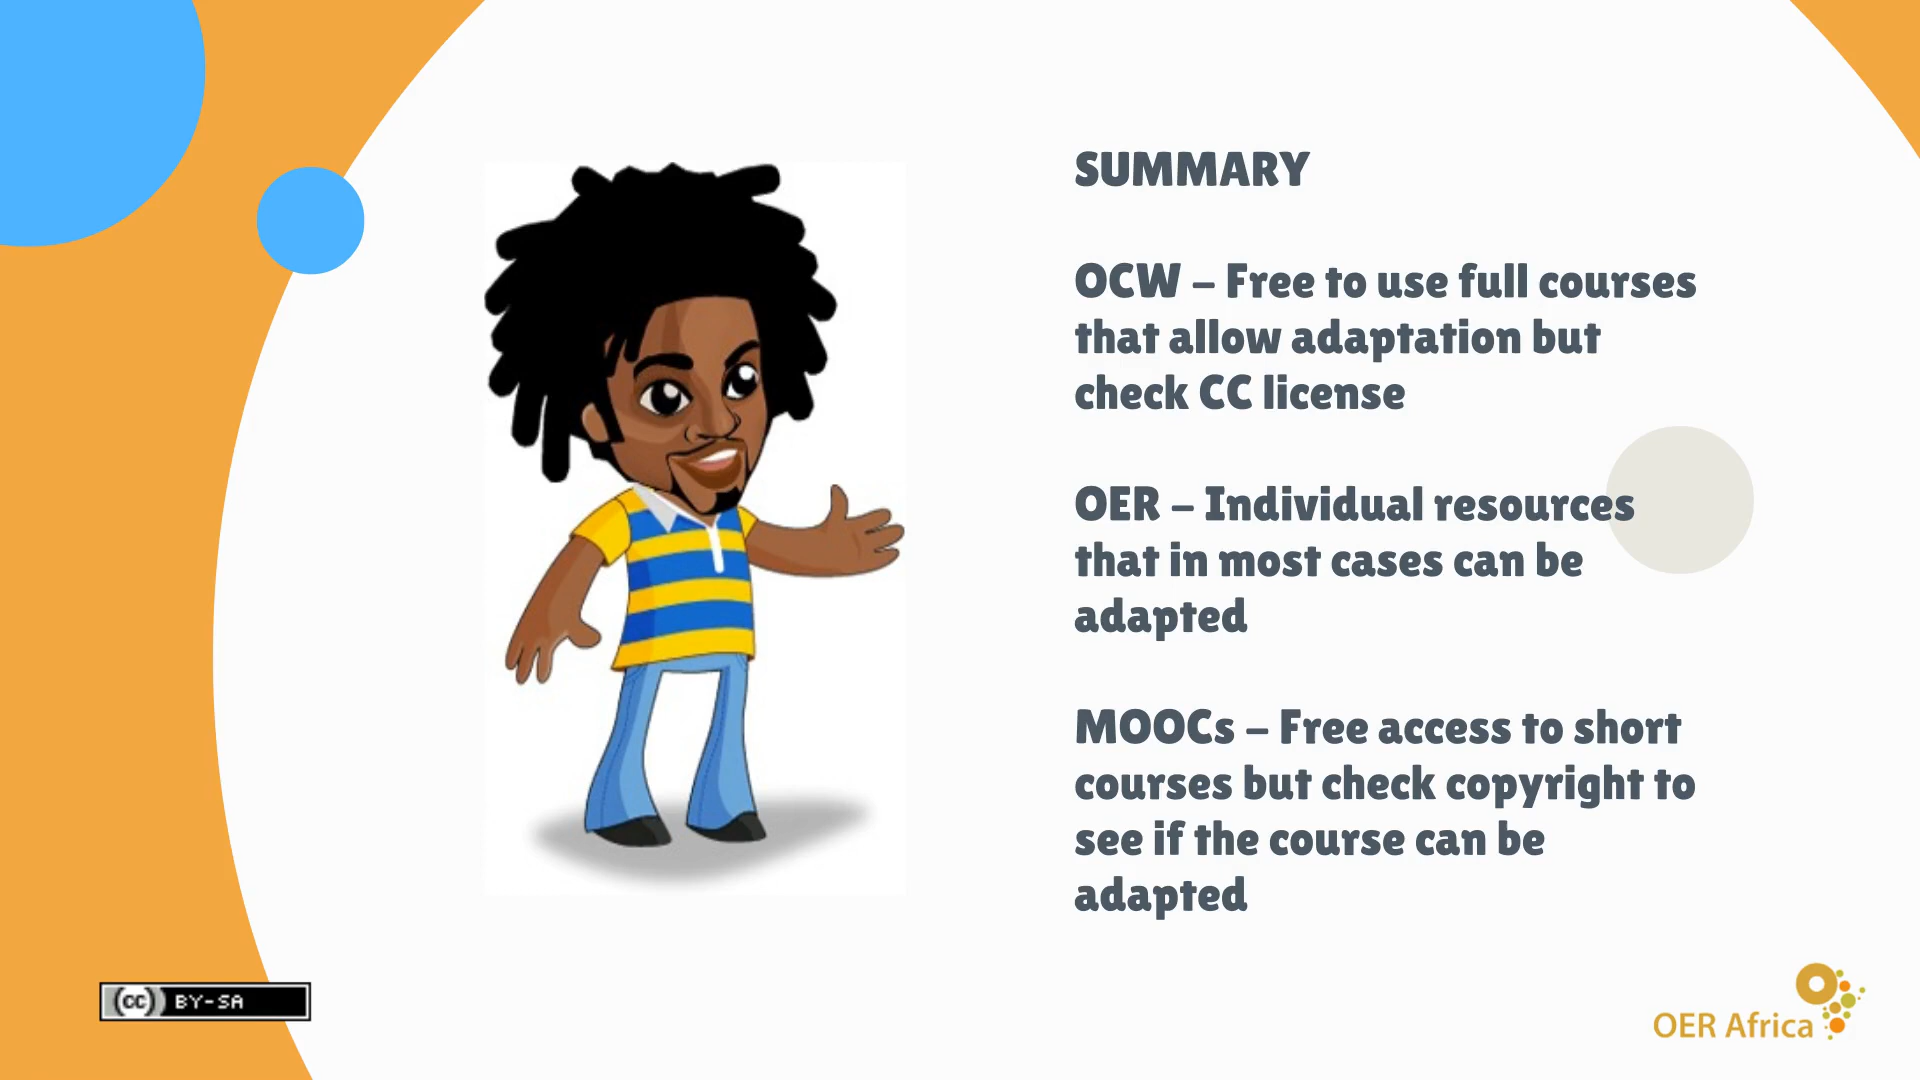 SUMMARY
OCW – Free to use full courses
that allow adaptation but
check CC license
OER – Individual resources
that in most cases can be
adapted
MOOCs – Free access to short
courses but check copyright to
see if the course can be
adapted
(cc) BY-SA
OER Africa